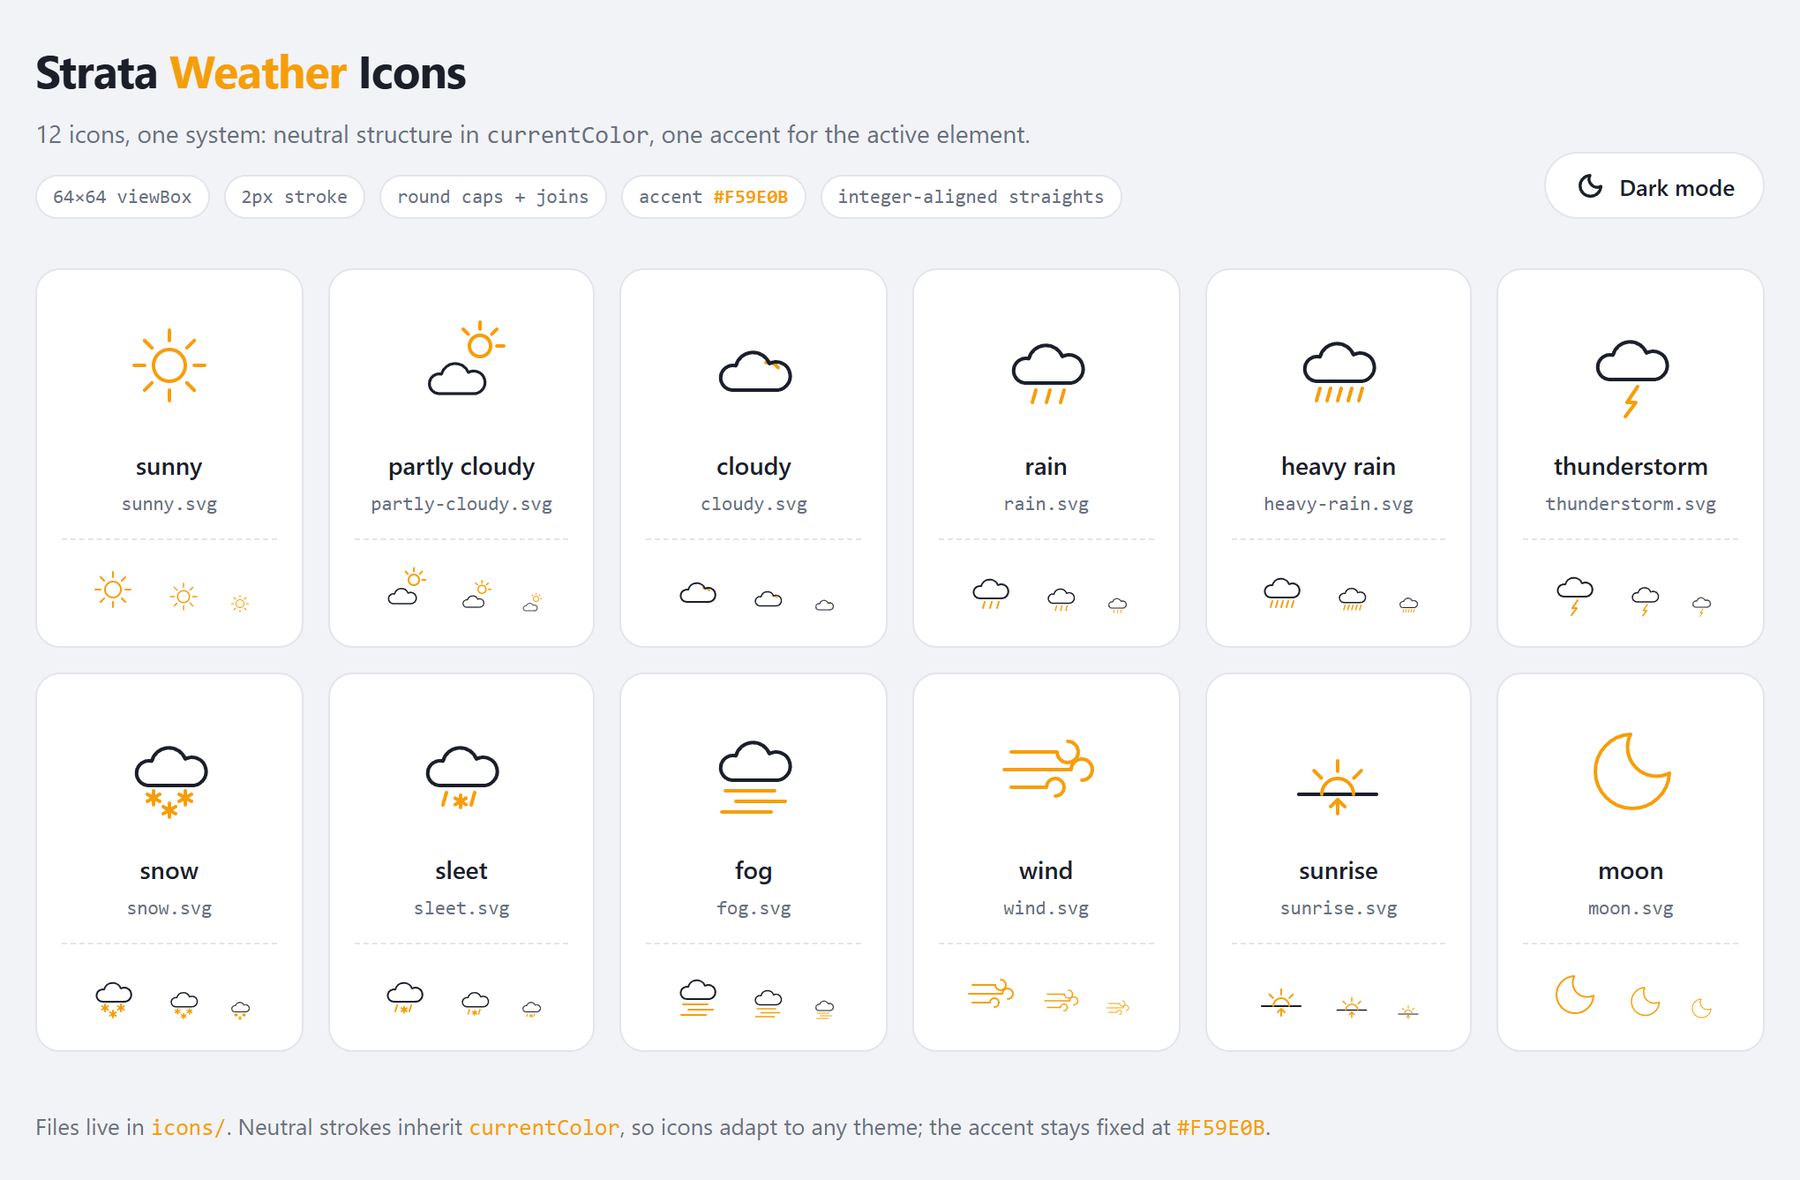 Strata Weather Icons
12 icons, one system: neutral structure in currentColor, one accent for the active element.
64×64 viewBox
2px stroke
round caps + joins
accent #F59E0B
integer-aligned straights
Dark mode
sunny
sunny.svg
partly cloudy
partly-cloudy.svg
cloudy
cloudy.svg
rain
rain.svg
heavy rain
heavy-rain.svg
thunderstorm
thunderstorm.svg
snow
snow.svg
sleet
sleet.svg
fog
fog.svg
wind
wind.svg
sunrise
sunrise.svg
moon
moon.svg
Files live in icons/. Neutral strokes inherit currentColor, so icons adapt to any theme; the accent stays fixed at #F59E0B.